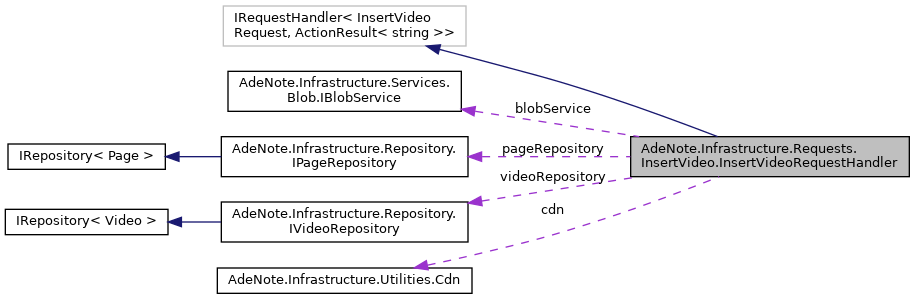 IRequestHandler< InsertVideo
Request, ActionResult< string >>
AdeNote.Infrastructure.Services.
Blob.IBlobService
blobService
AdeNote.Infrastructure.Requests.
InsertVideo.InsertVideoRequestHandler
IRepository< Page >
AdeNote.Infrastructure.Repository.
IPageRepository
pageRepository
videoRepository
IRepository< Video >
AdeNote.Infrastructure.Repository.
IVideoRepository
cdn
AdeNote.Infrastructure.Utilities.Cdn